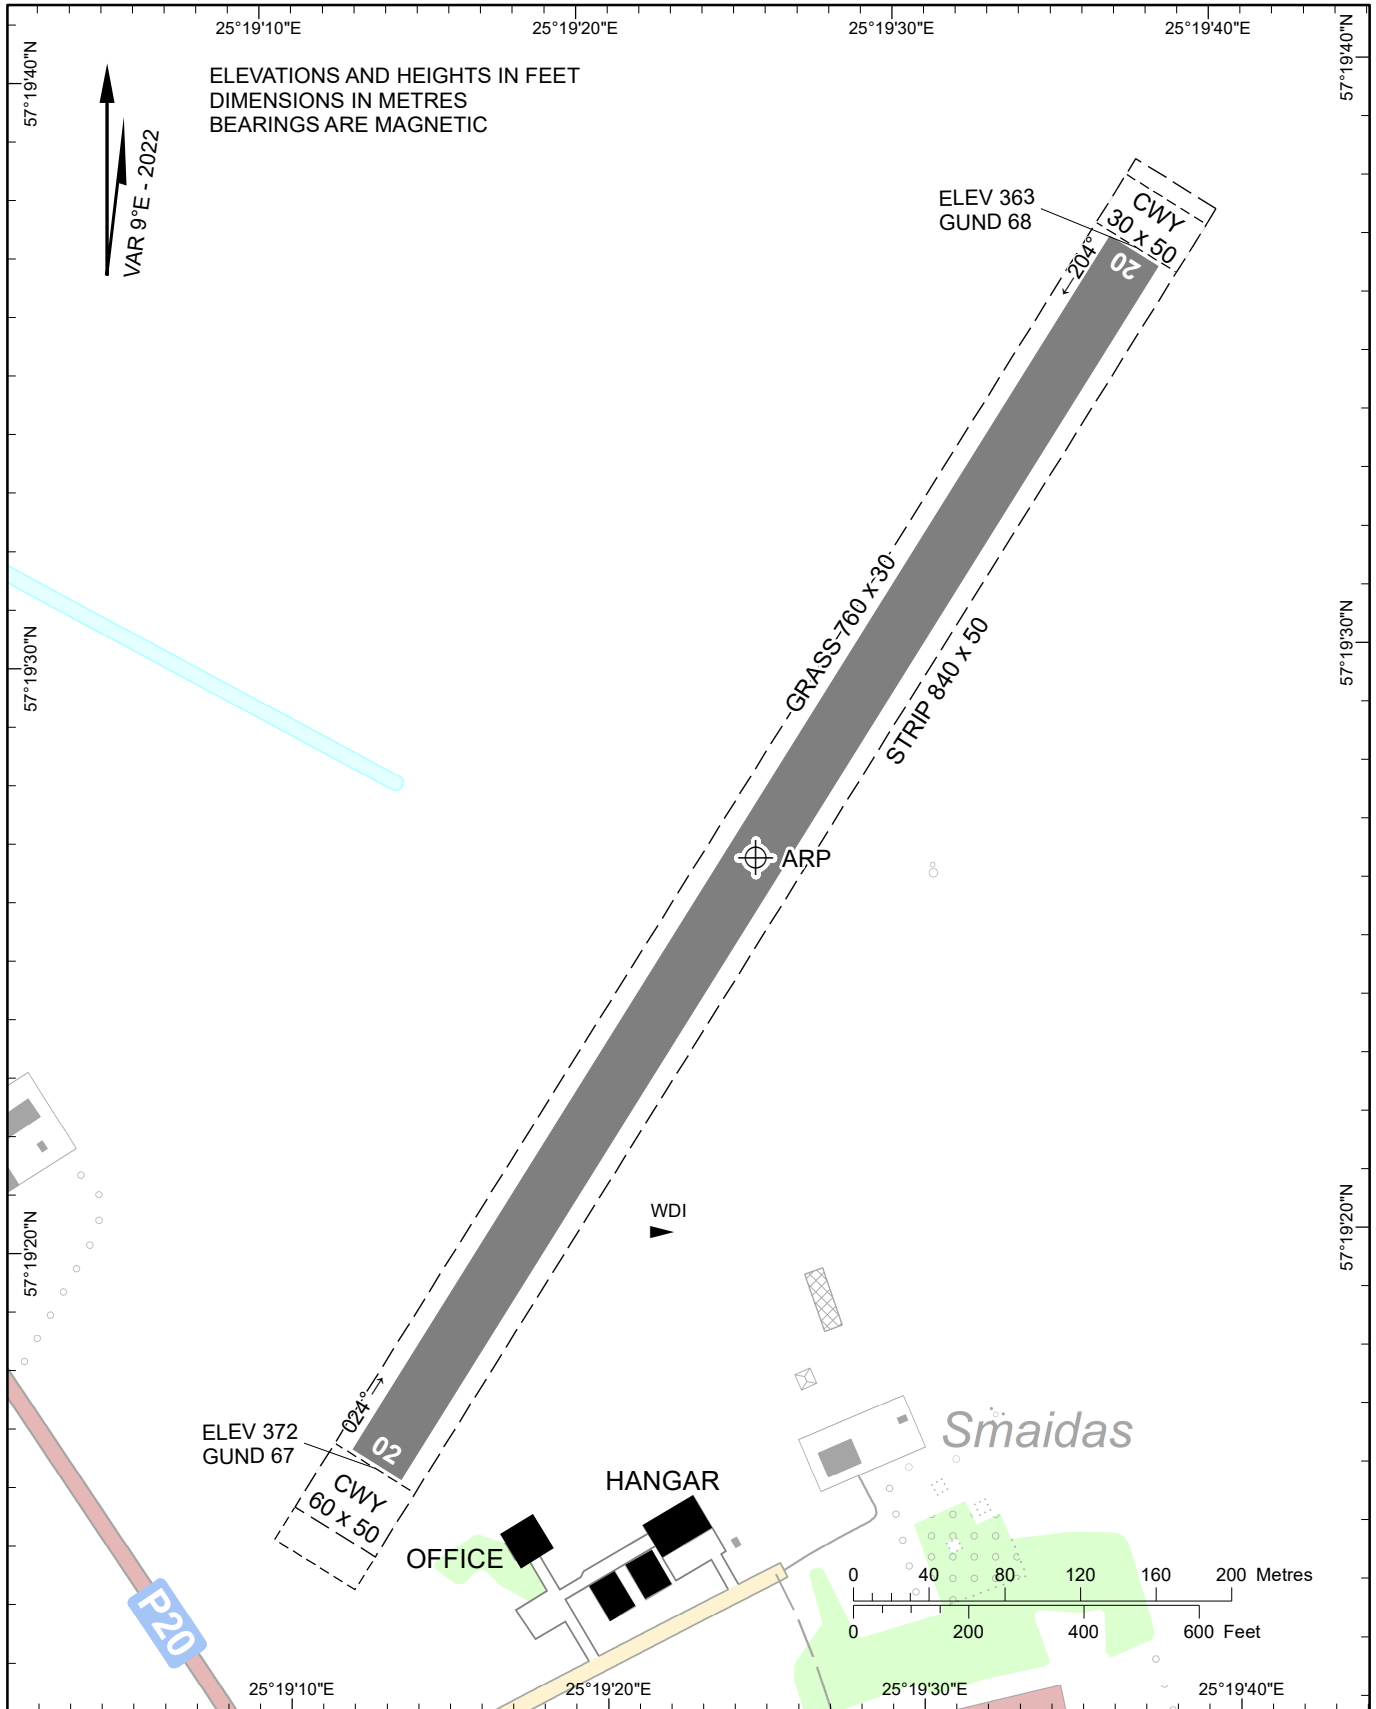 25°19'10"E
25°19'20"E
25°19'30"E
25°19'40"E
57°19'40"N
57°19'40"N
ELEVATIONS AND HEIGHTS IN FEET
DIMENSIONS IN METRES
BEARINGS ARE MAGNETIC
VAR 9°E - 2022
ELEV 363
GUND 68
CWY
30 x 50
204°
20
GRASS 760 x 30
STRIP 840 x 50
57°19'30"N
57°19'30"N
ARP
WDI
57°19'20"N
57°19'20"N
024°
02
ELEV 372
GUND 67
CWY
60 x 50
Smaidas
HANGAR
OFFICE
P20
0 40 80 120 160 200 Metres
0 200 400 600 Feet
25°19'10"E
25°19'20"E
25°19'30"E
25°19'40"E